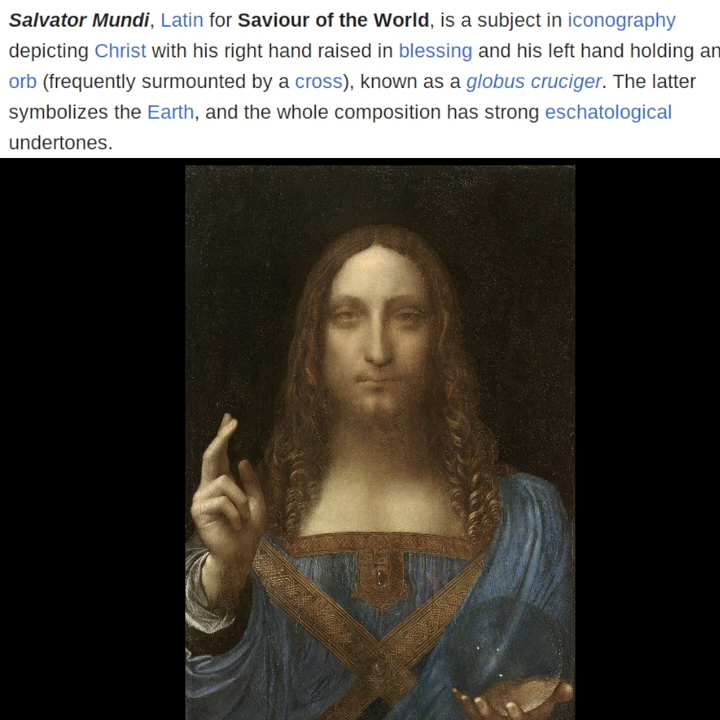 Salvator Mundi, Latin for Saviour of the World, is a subject in iconography
depicting Christ with his right hand raised in blessing and his left hand holding
orb (frequently surmounted by a cross), known as a globus cruciger. The latter
symbolizes the Earth, and the whole composition has strong eschatological
undertones.